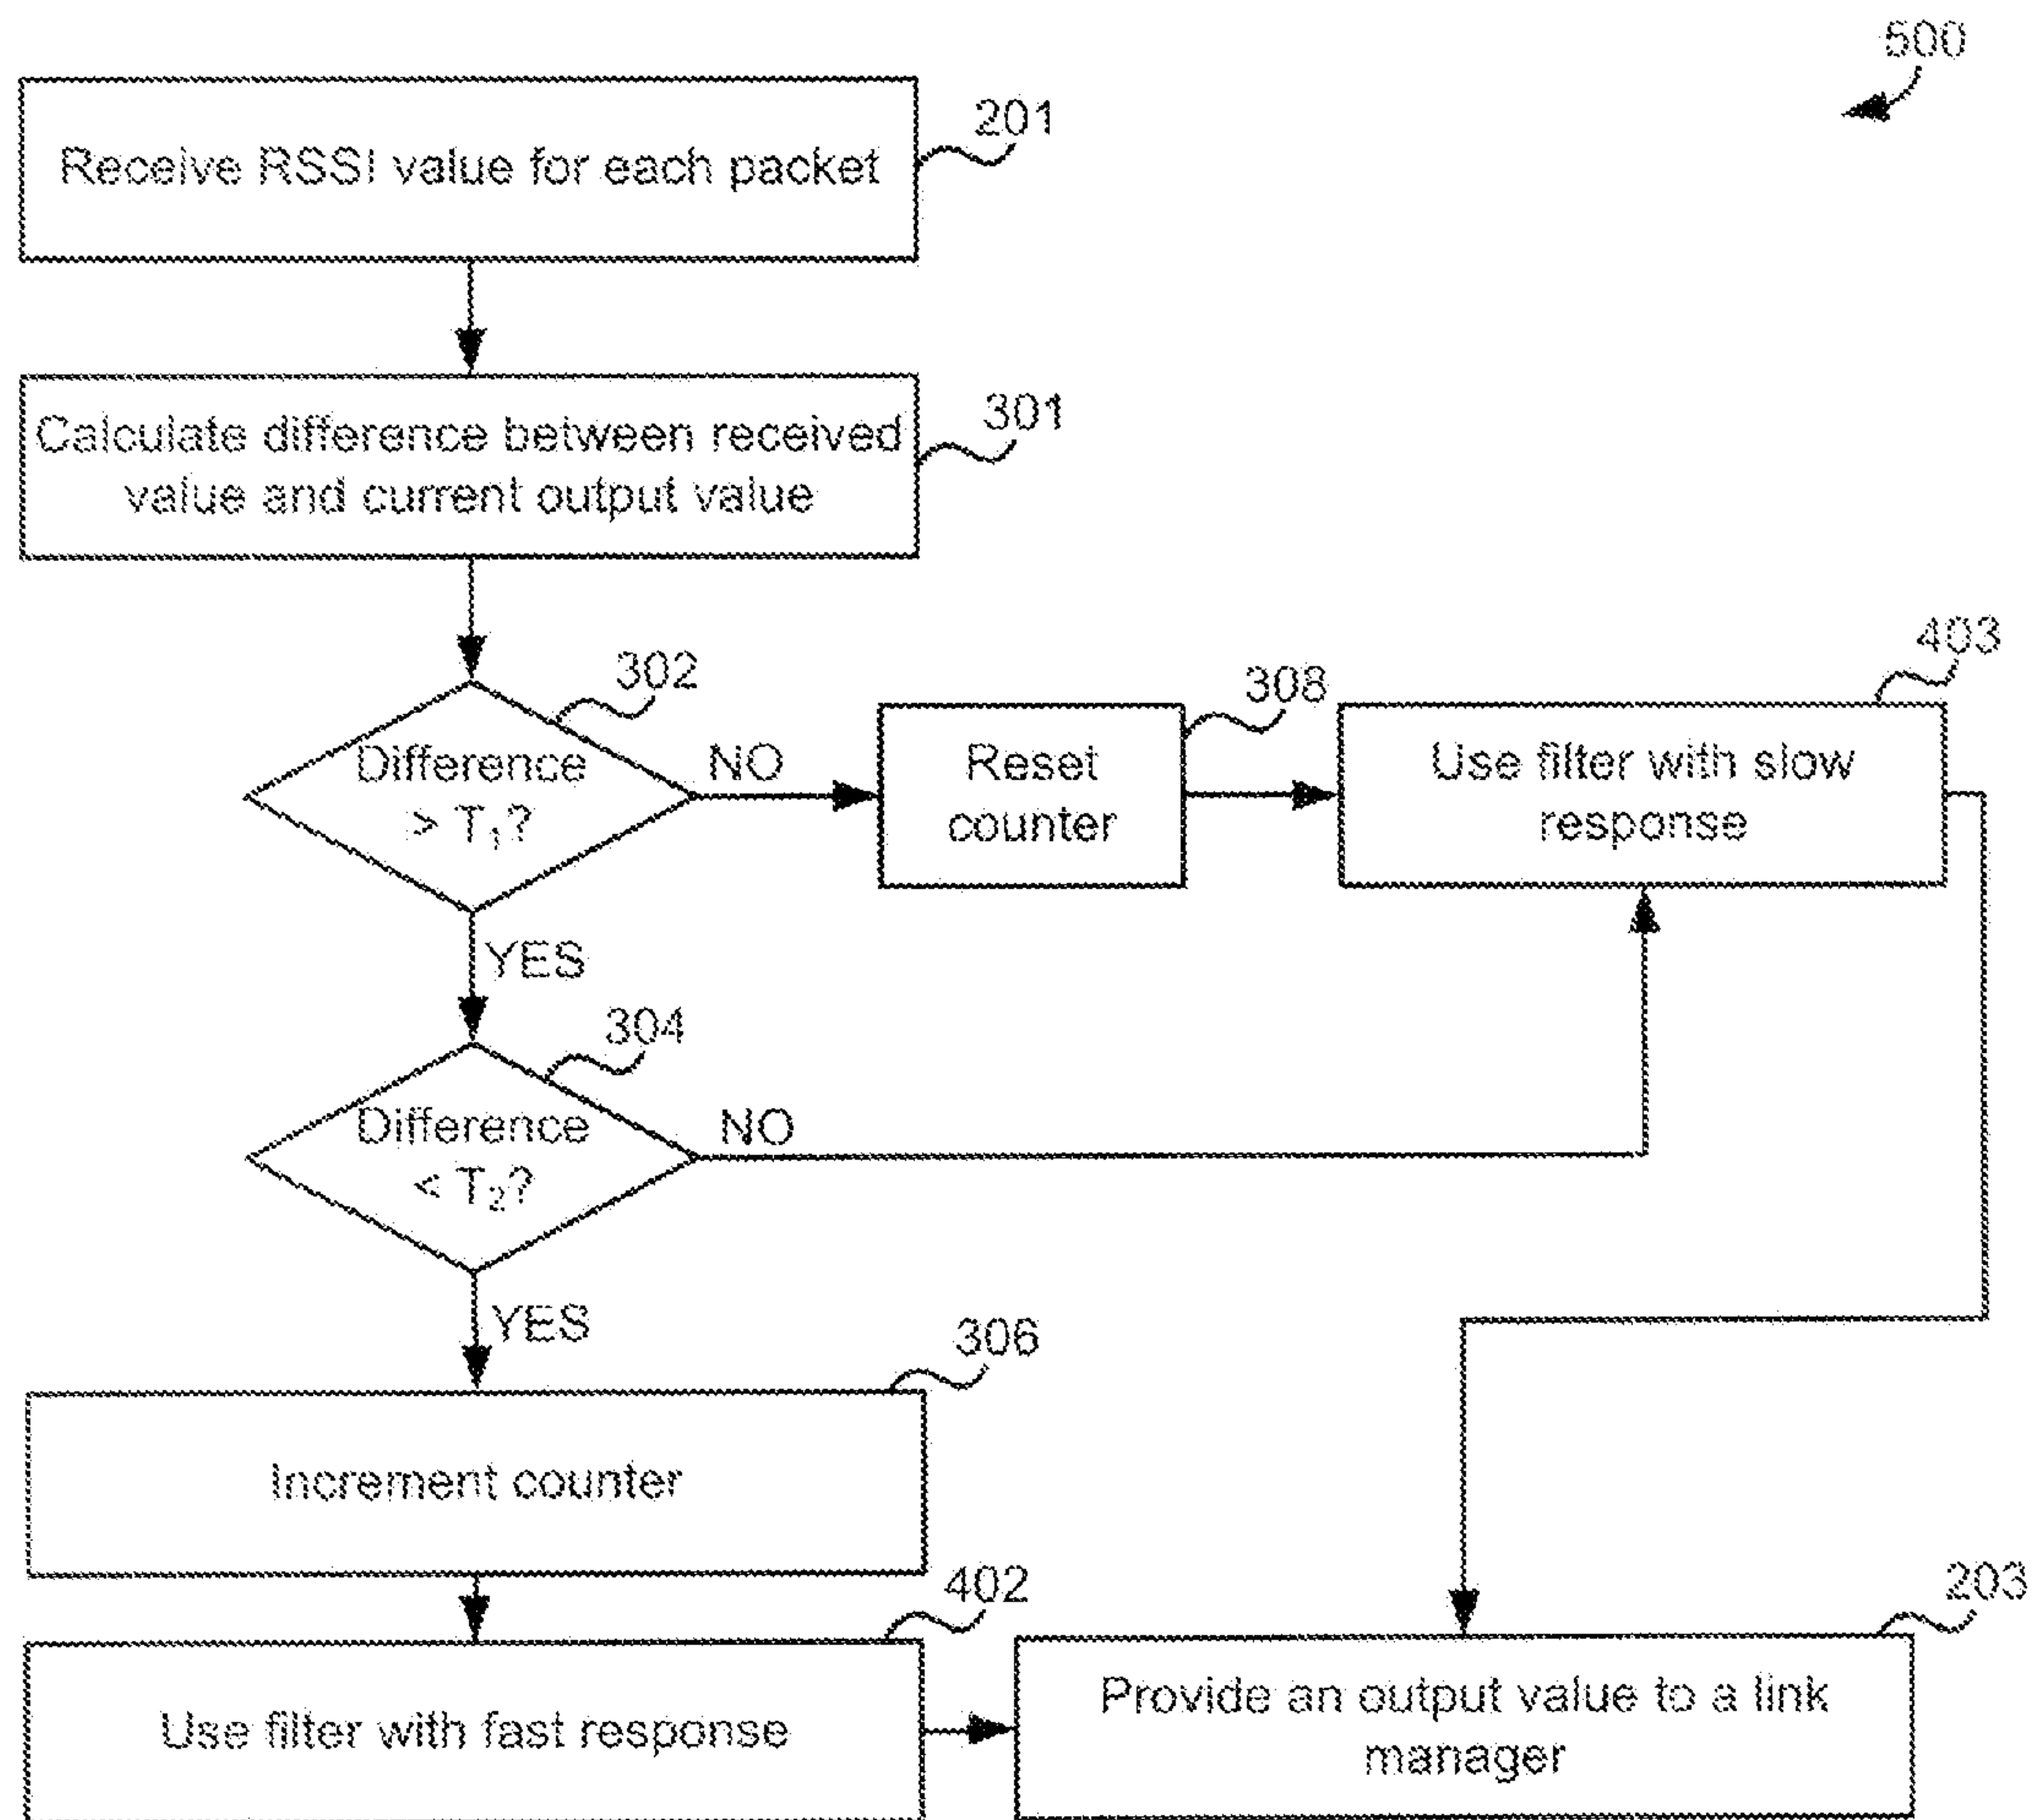 500
Receive RSSI value for each packet
201
Calculate difference between received
value and current output value
301
Difference
> T₁?
302
NO
Reset
counter
308
Use filter with slow
response
403
YES
Difference
< T₂?
304
NO
YES
Increment counter
306
Use filter with fast response
402
Provide an output value to a link
manager
203